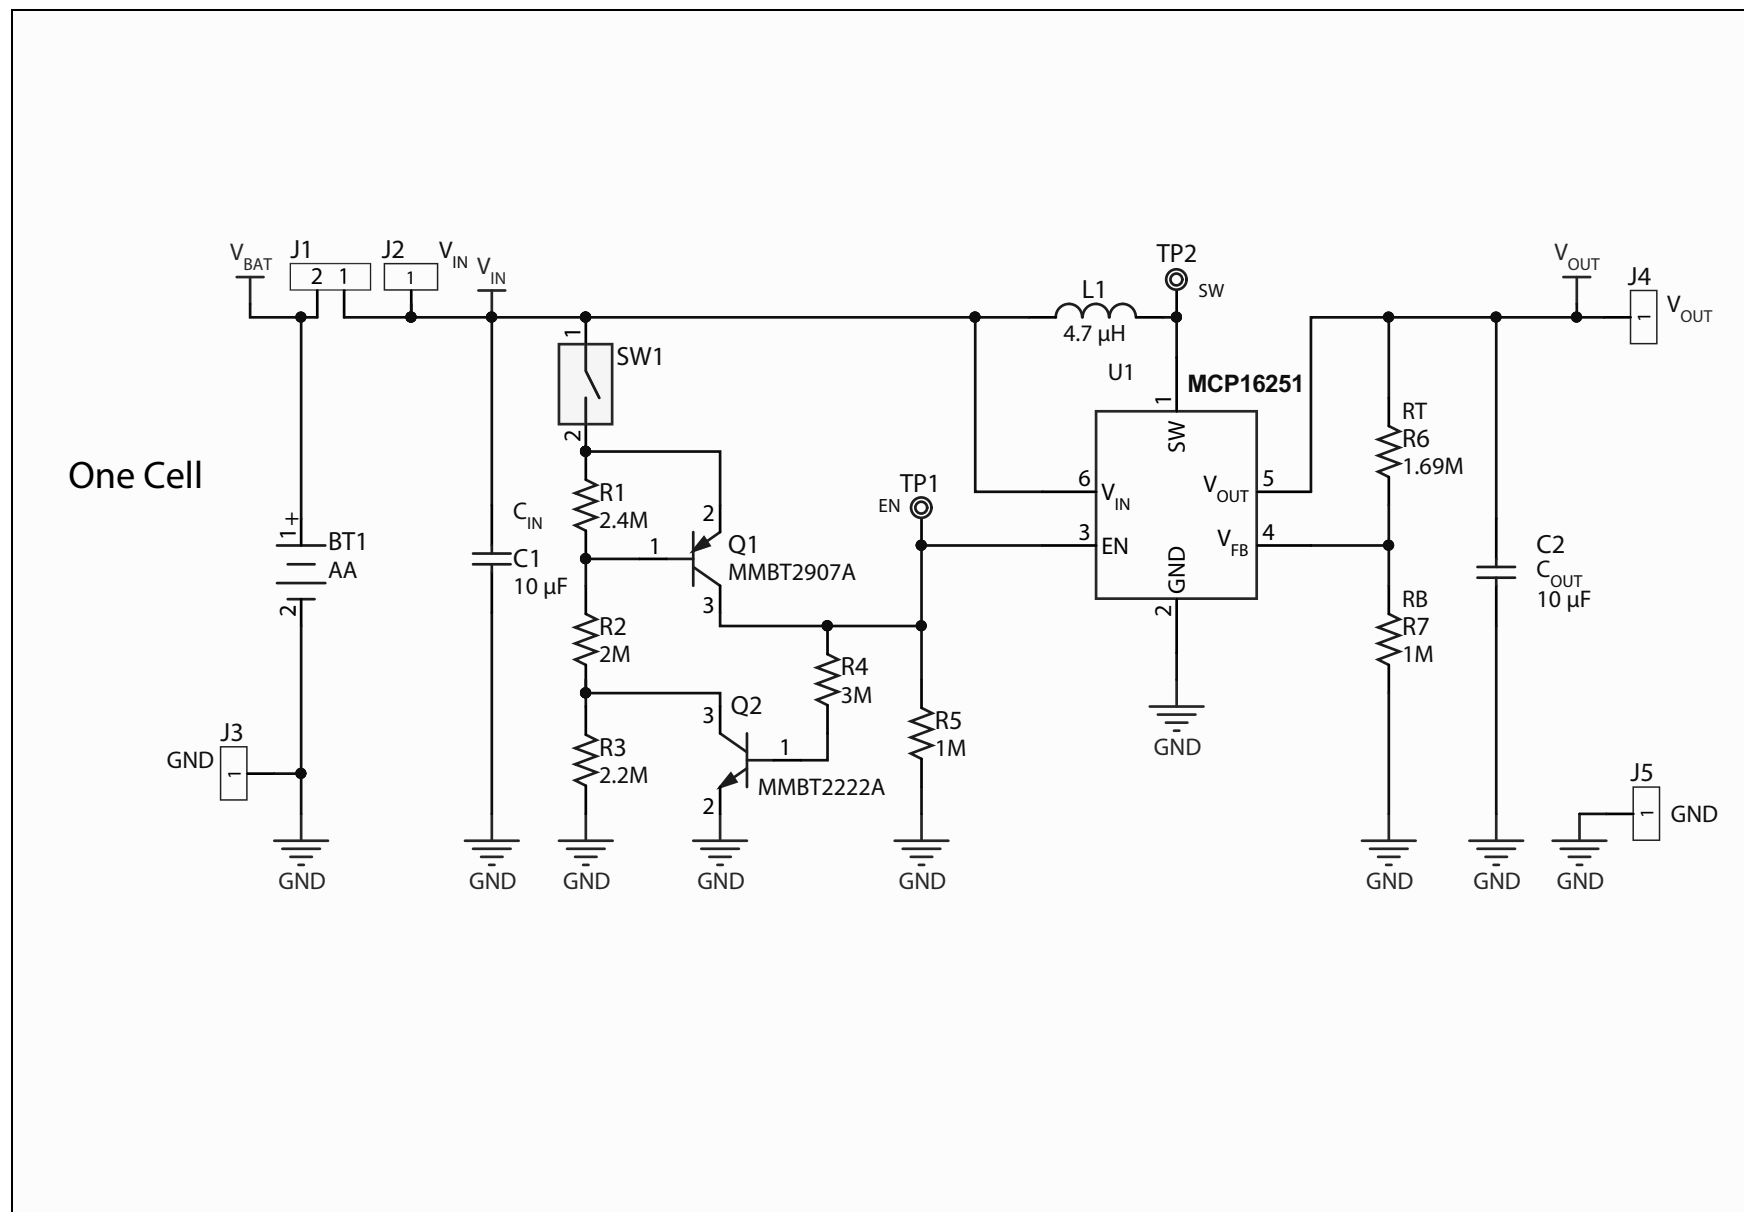 V_BAT
J1
2 1
J2
1
V_IN
V_IN
SW1
1
2
One Cell
1 +
BT1
AA
2
C_IN
C1
10 µF
R1
2.4M
1
2
Q1
MMBT2907A
3
R2
2M
R4
3M
Q2
3
1
MMBT2222A
2
R3
2.2M
R5
1M
J3
GND
1
TP1
EN
TP2
SW
L1
4.7 µH
U1
MCP16251
1
SW
6
V_IN
V_OUT
5
3
EN
V_FB
4
GND
2
GND
RT
R6
1.69M
RB
R7
1M
C2
C_OUT
10 µF
V_OUT
J4
1
V_OUT
J5
1
GND
GND
GND
GND
GND
GND
GND
GND
GND